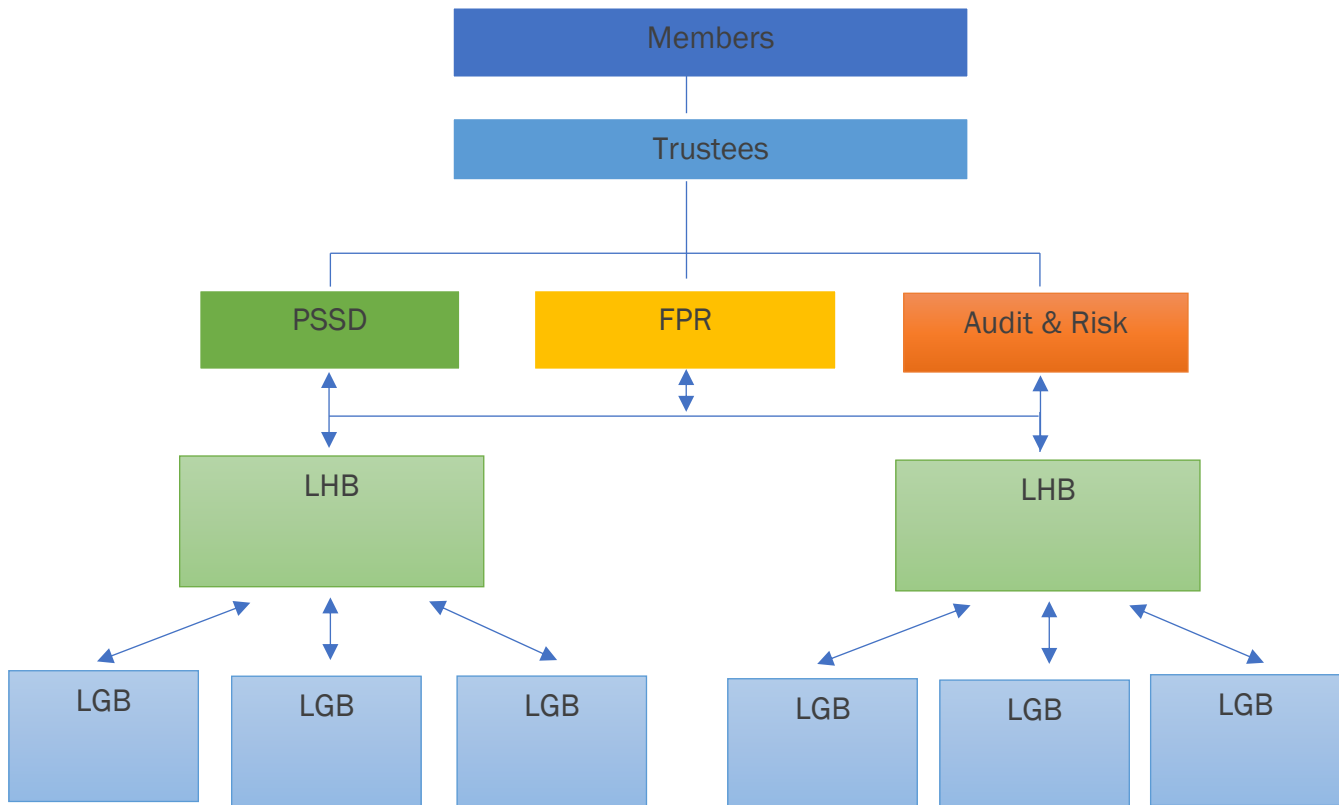 Members
Trustees
PSSD
FPR
Audit & Risk
LHB
LHB
LGB
LGB
LGB
LGB
LGB
LGB